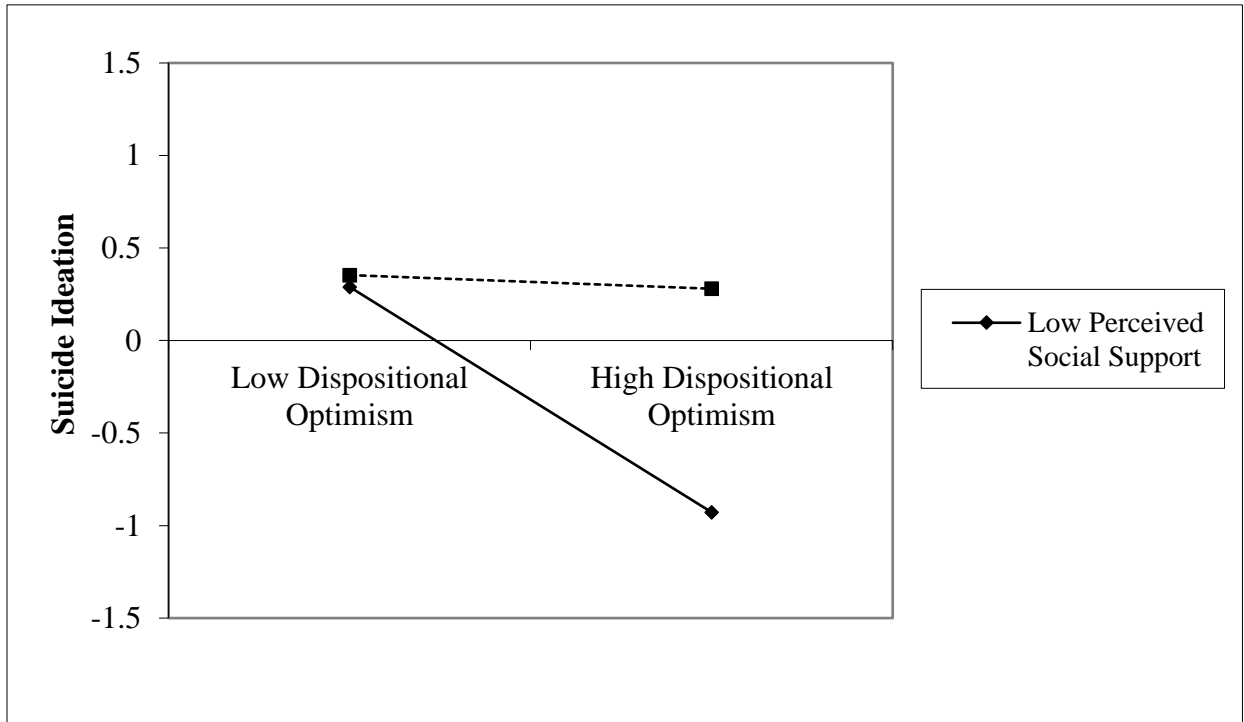 1.5
1
0.5
0
-0.5
-1
-1.5
Suicide Ideation
Low Dispositional
Optimism
High Dispositional
Optimism
Low Perceived
Social Support